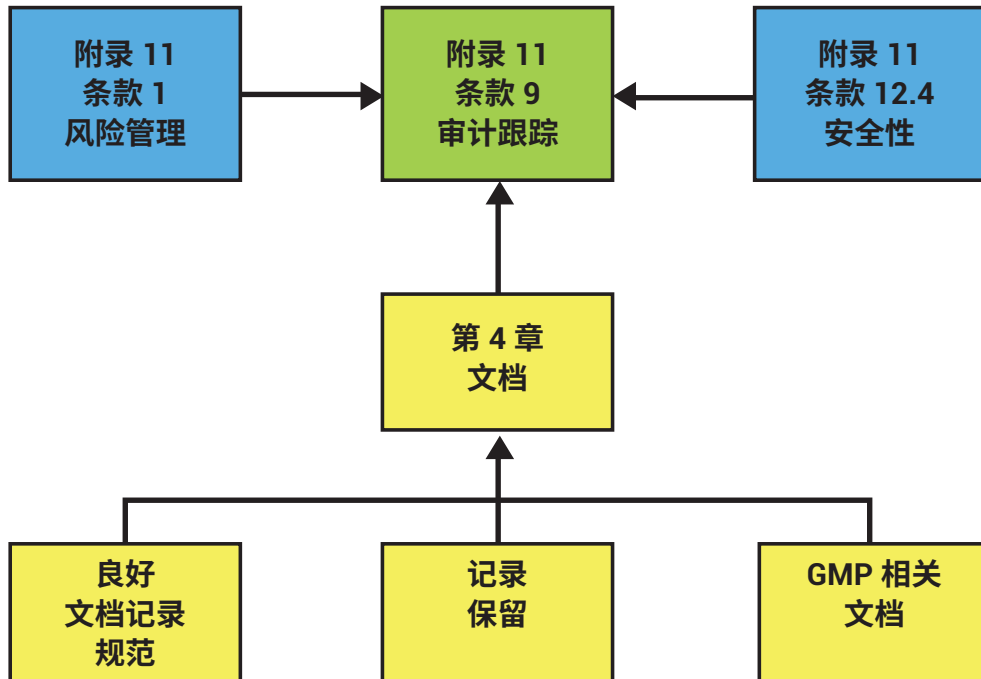 附录 11
条款 1
风险管理
附录 11
条款 9
审计跟踪
附录 11
条款 12.4
安全性
第 4 章
文档
良好
文档记录
规范
记录
保留
GMP 相关
文档